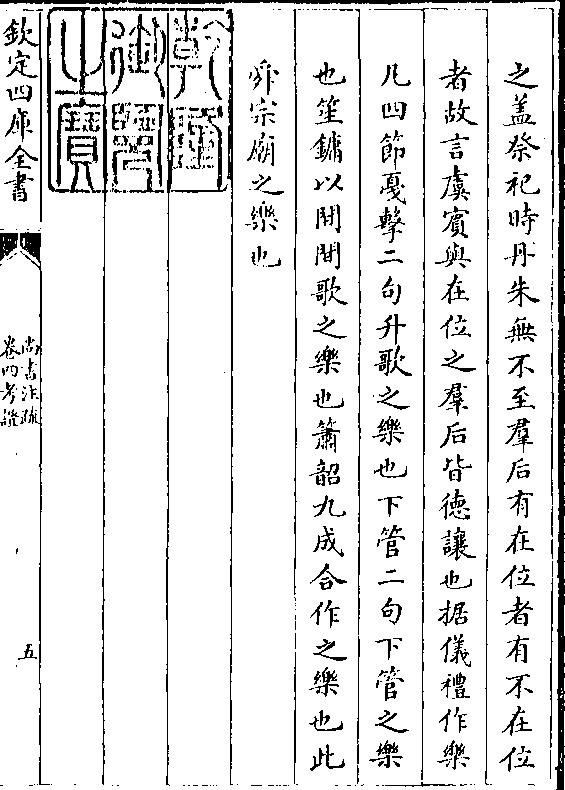 之盖祭祀時丹朱無不至羣后有在位者有不在位
者故言虞賓與在位之羣后皆德讓也据儀禮作樂
凡四節戛擊二句升歌之樂也下管二句下管之樂
也笙鏞以間間歌之樂也簫韶九成合作之樂也此
舜宗廟之樂也
乾隆御覽之寶
欽定四庫全書
尚書注疏
卷四考證
五